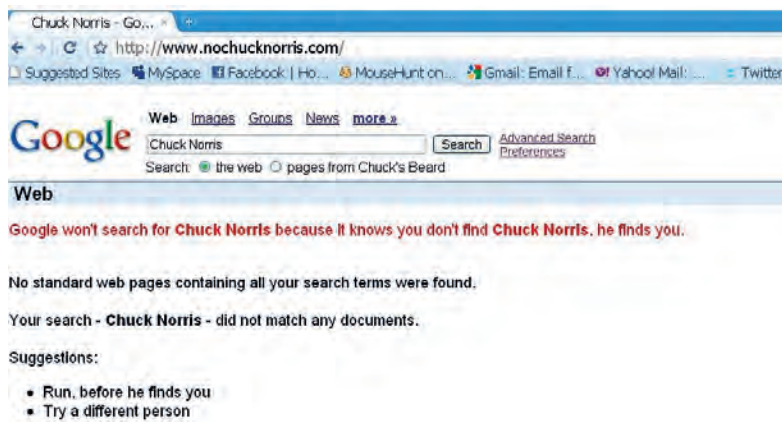 Chuck Norris - Go...
http://www.nochucknorris.com/
Suggested Sites MySpace Facebook | Ho... MouseHunt on... Gmail: Email f... Yahoo! Mail: ... Twitter
Web Images Groups News more »
Google
Chuck Norris Search Advanced Search
Preferences
Search: the web pages from Chuck's Beard
Web
Google won't search for Chuck Norris because it knows you don't find Chuck Norris, he finds you.
No standard web pages containing all your search terms were found.
Your search - Chuck Norris - did not match any documents.
Suggestions:
• Run, before he finds you
• Try a different person